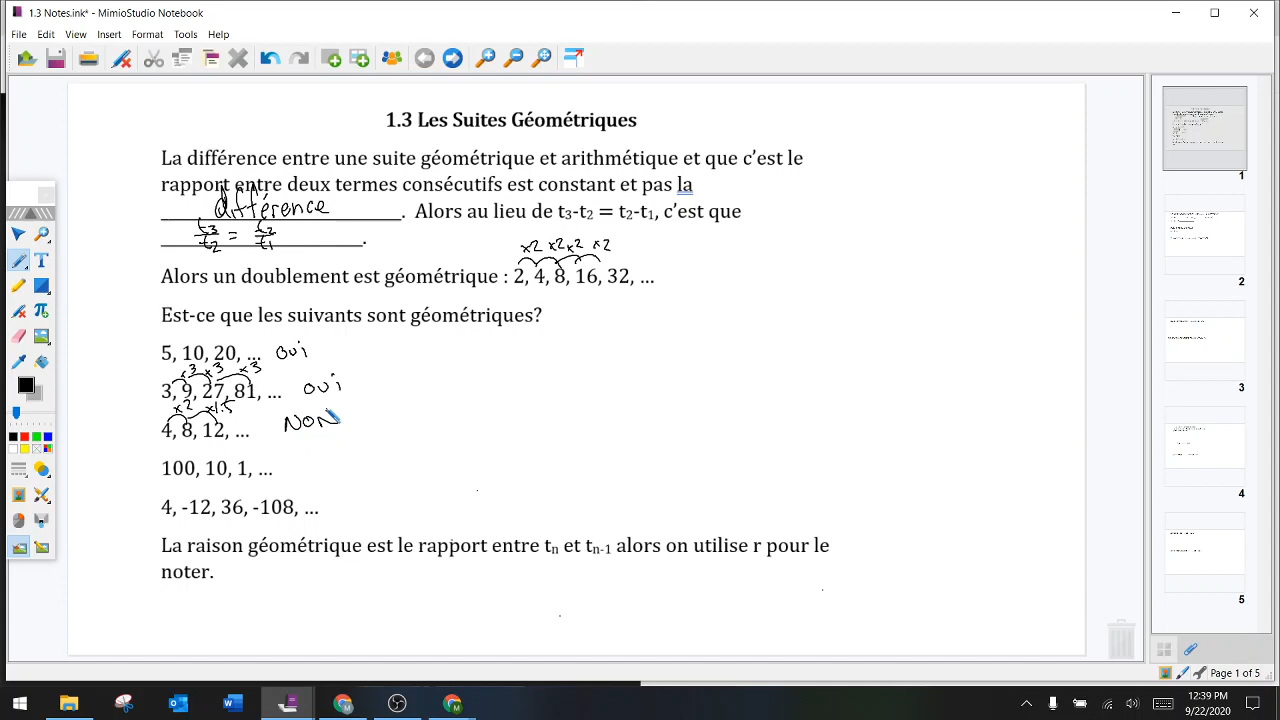 1.3 Notes.ink* - MimioStudio Notebook
File Edit View Insert Format Tools Help
1.3 Les Suites Géométriques
La différence entre une suite géométrique et arithmétique et que c’est le
rapport entre deux termes consécutifs est constant et pas la
différence. Alors au lieu de t3-t2 = t2-t1, c’est que
t3/t2 = t2/t1.
×2 ×2 ×2 ×2
Alors un doublement est géométrique : 2, 4, 8, 16, 32, …
Est-ce que les suivants sont géométriques?
5, 10, 20, … oui
×3 ×3 ×3
3, 9, 27, 81, … oui
×2 ×1.5
4, 8, 12, … NON
100, 10, 1, …
4, -12, 36, -108, …
La raison géométrique est le rapport entre tn et tn-1 alors on utilise r pour le
noter.
1
2
3
4
5
Page 1 of 5
12:39 PM
9/22/2020